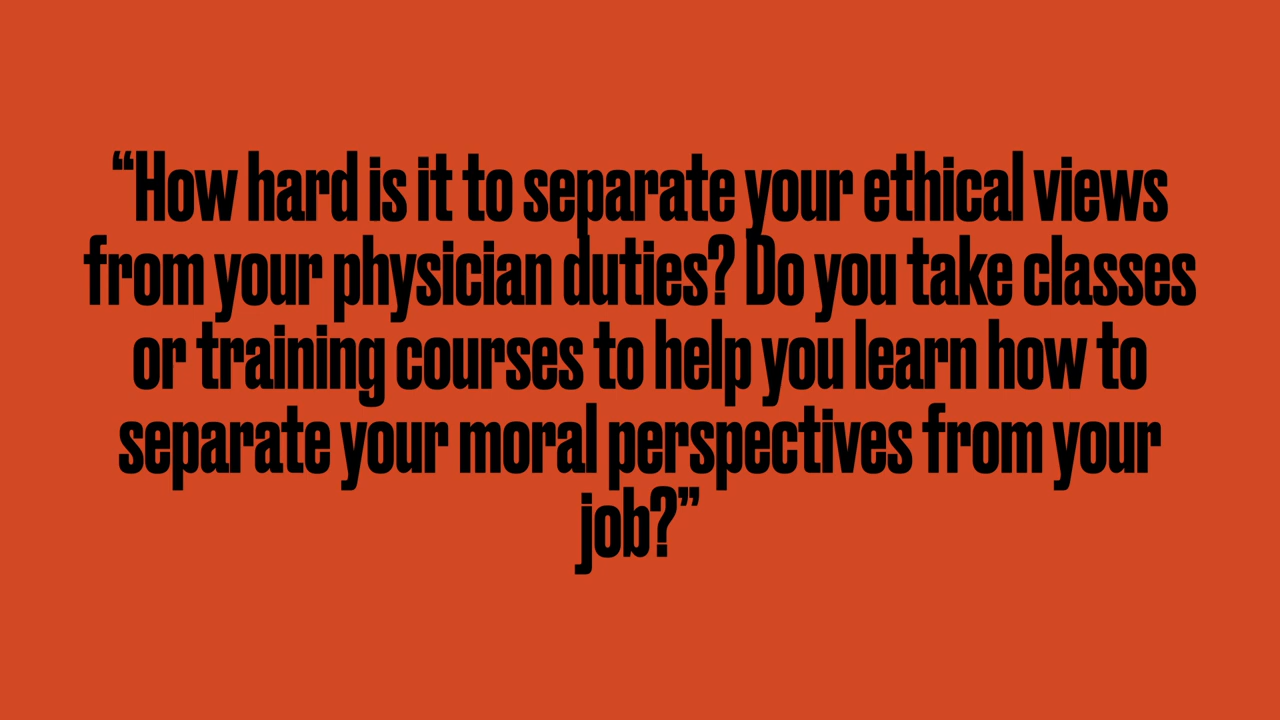 “How hard is it to separate your ethical views
from your physician duties? Do you take classes
or training courses to help you learn how to
separate your moral perspectives from your
job?”